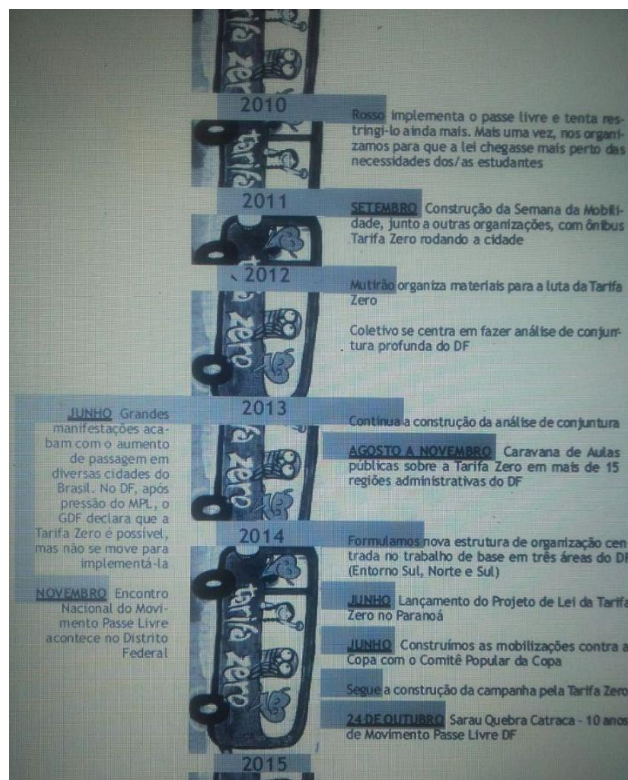 tarifa zero
2010
Rosso implementa o passe livre e tenta res-
tringi-lo ainda mais. Mais uma vez, nos organi-
zamos para que a lei chegasse mais perto das
necessidades dos/as estudantes
tarifa
2011
SETEMBRO Construção da Semana da Mobili-
dade, junto a outras organizações, com ônibus
Tarifa Zero rodando a cidade
2012
Mutirão organiza materiais para a luta da Tarifa
Zero
Coletivo se centra em fazer análise de conjun-
tura profunda do DF
zero
2013
JUNHO Grandes
manifestações aca-
bam com o aumento
de passagem em
diversas cidades do
Brasil. No DF, após
pressão do MPL, o
GDF declara que a
Tarifa Zero é possível,
mas não se move para
implementá-la
NOVEMBRO Encontro
Nacional do Movi-
mento Passe Livre
acontece no Distrito
Federal
Continua a construção da análise de conjuntura
AGOSTO A NOVEMBRO Caravana de Aulas
públicas sobre a Tarifa Zero em mais de 15
regiões administrativas do DF
zero
2014
Formulamos nova estrutura de organização cen
trada no trabalho de base em três áreas do DF
(Entorno Sul, Norte e Sul)
JUNHO Lançamento do Projeto de Lei da Tarifa
Zero no Paranoá
JUNHO Construímos as mobilizações contra a
Copa com o Comitê Popular da Copa
Segue a construção da campanha pela Tarifa Zero
24 DE OUTUBRO Sarau Quebra Catraca - 10 anos
de Movimento Passe Livre DF
tarifa zero
2015